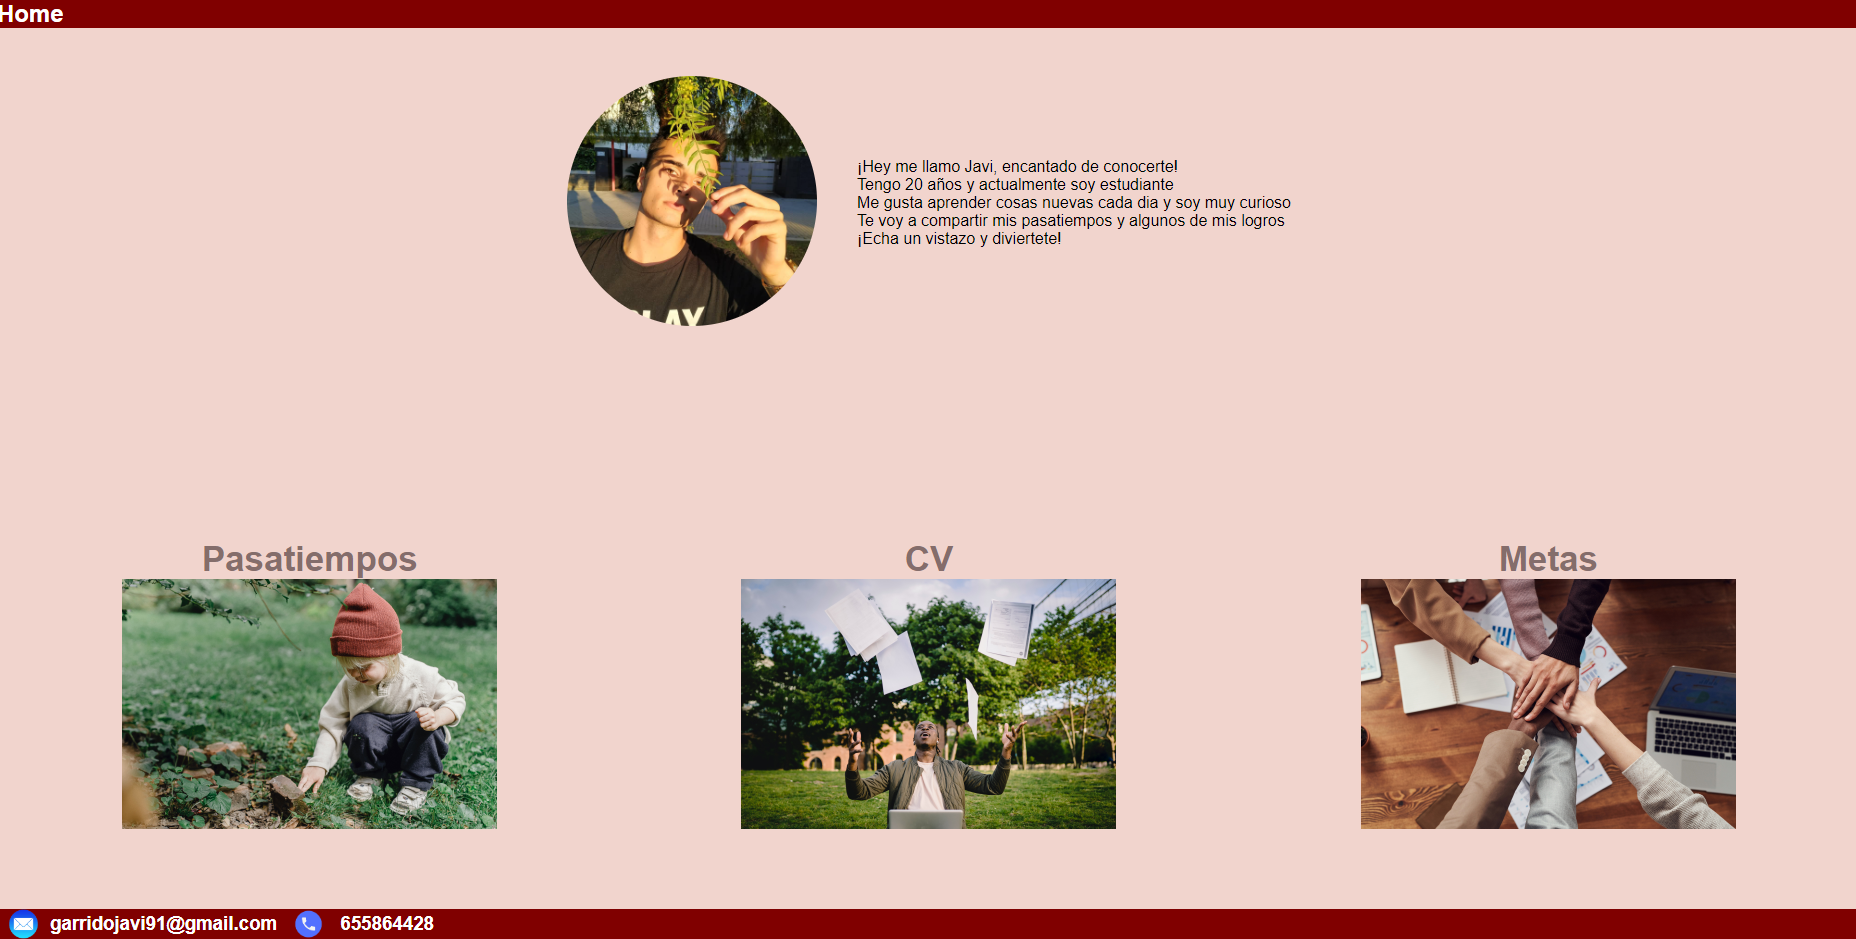 Home
¡Hey me llamo Javi, encantado de conocerte!
Tengo 20 años y actualmente soy estudiante
Me gusta aprender cosas nuevas cada dia y soy muy curioso
Te voy a compartir mis pasatiempos y algunos de mis logros
¡Echa un vistazo y diviertete!
Pasatiempos
CV
Metas
garridojavi91@gmail.com
655864428